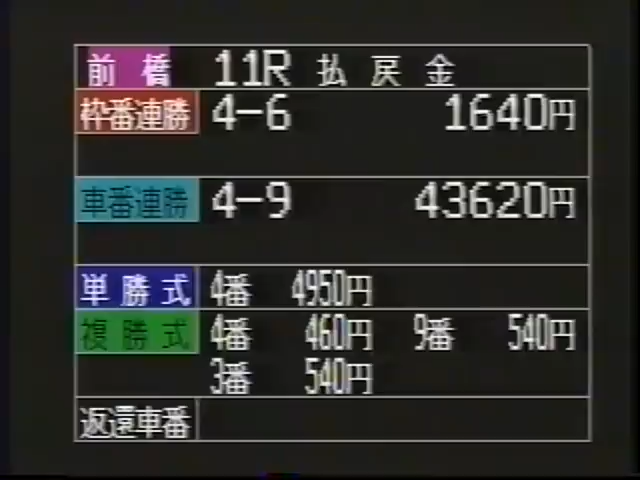 前橋 11R 払戻金
枠番連勝 4-6 1640円
車番連勝 4-9 43620円
単勝式 4番 4950円
複勝式 4番 460円 9番 540円
3番 540円
返還車番